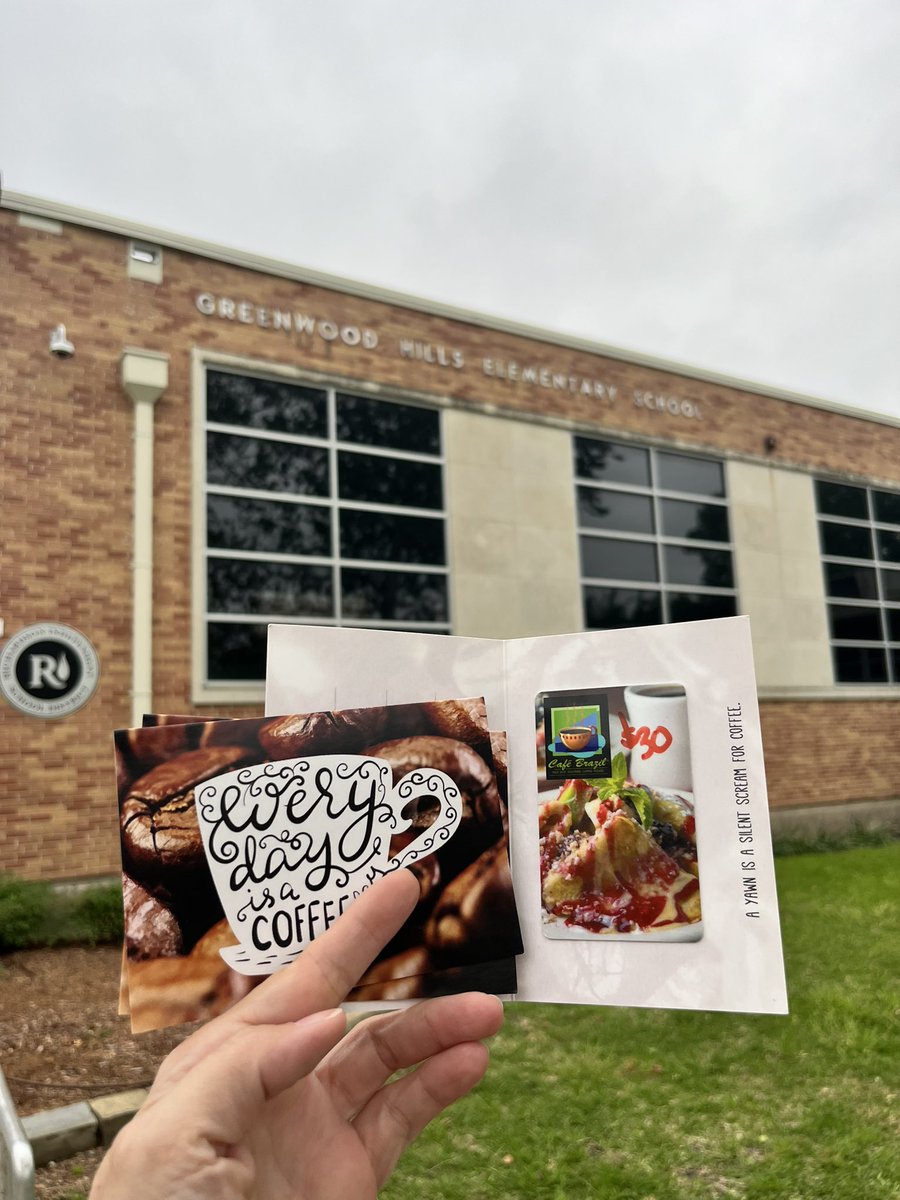 GREENWOOD HILLS ELEMENTARY SCHOOL
R
every
day
is a
COFFEE
Café Brazil
$30
A YAWN IS A SILENT SCREAM FOR COFFEE.